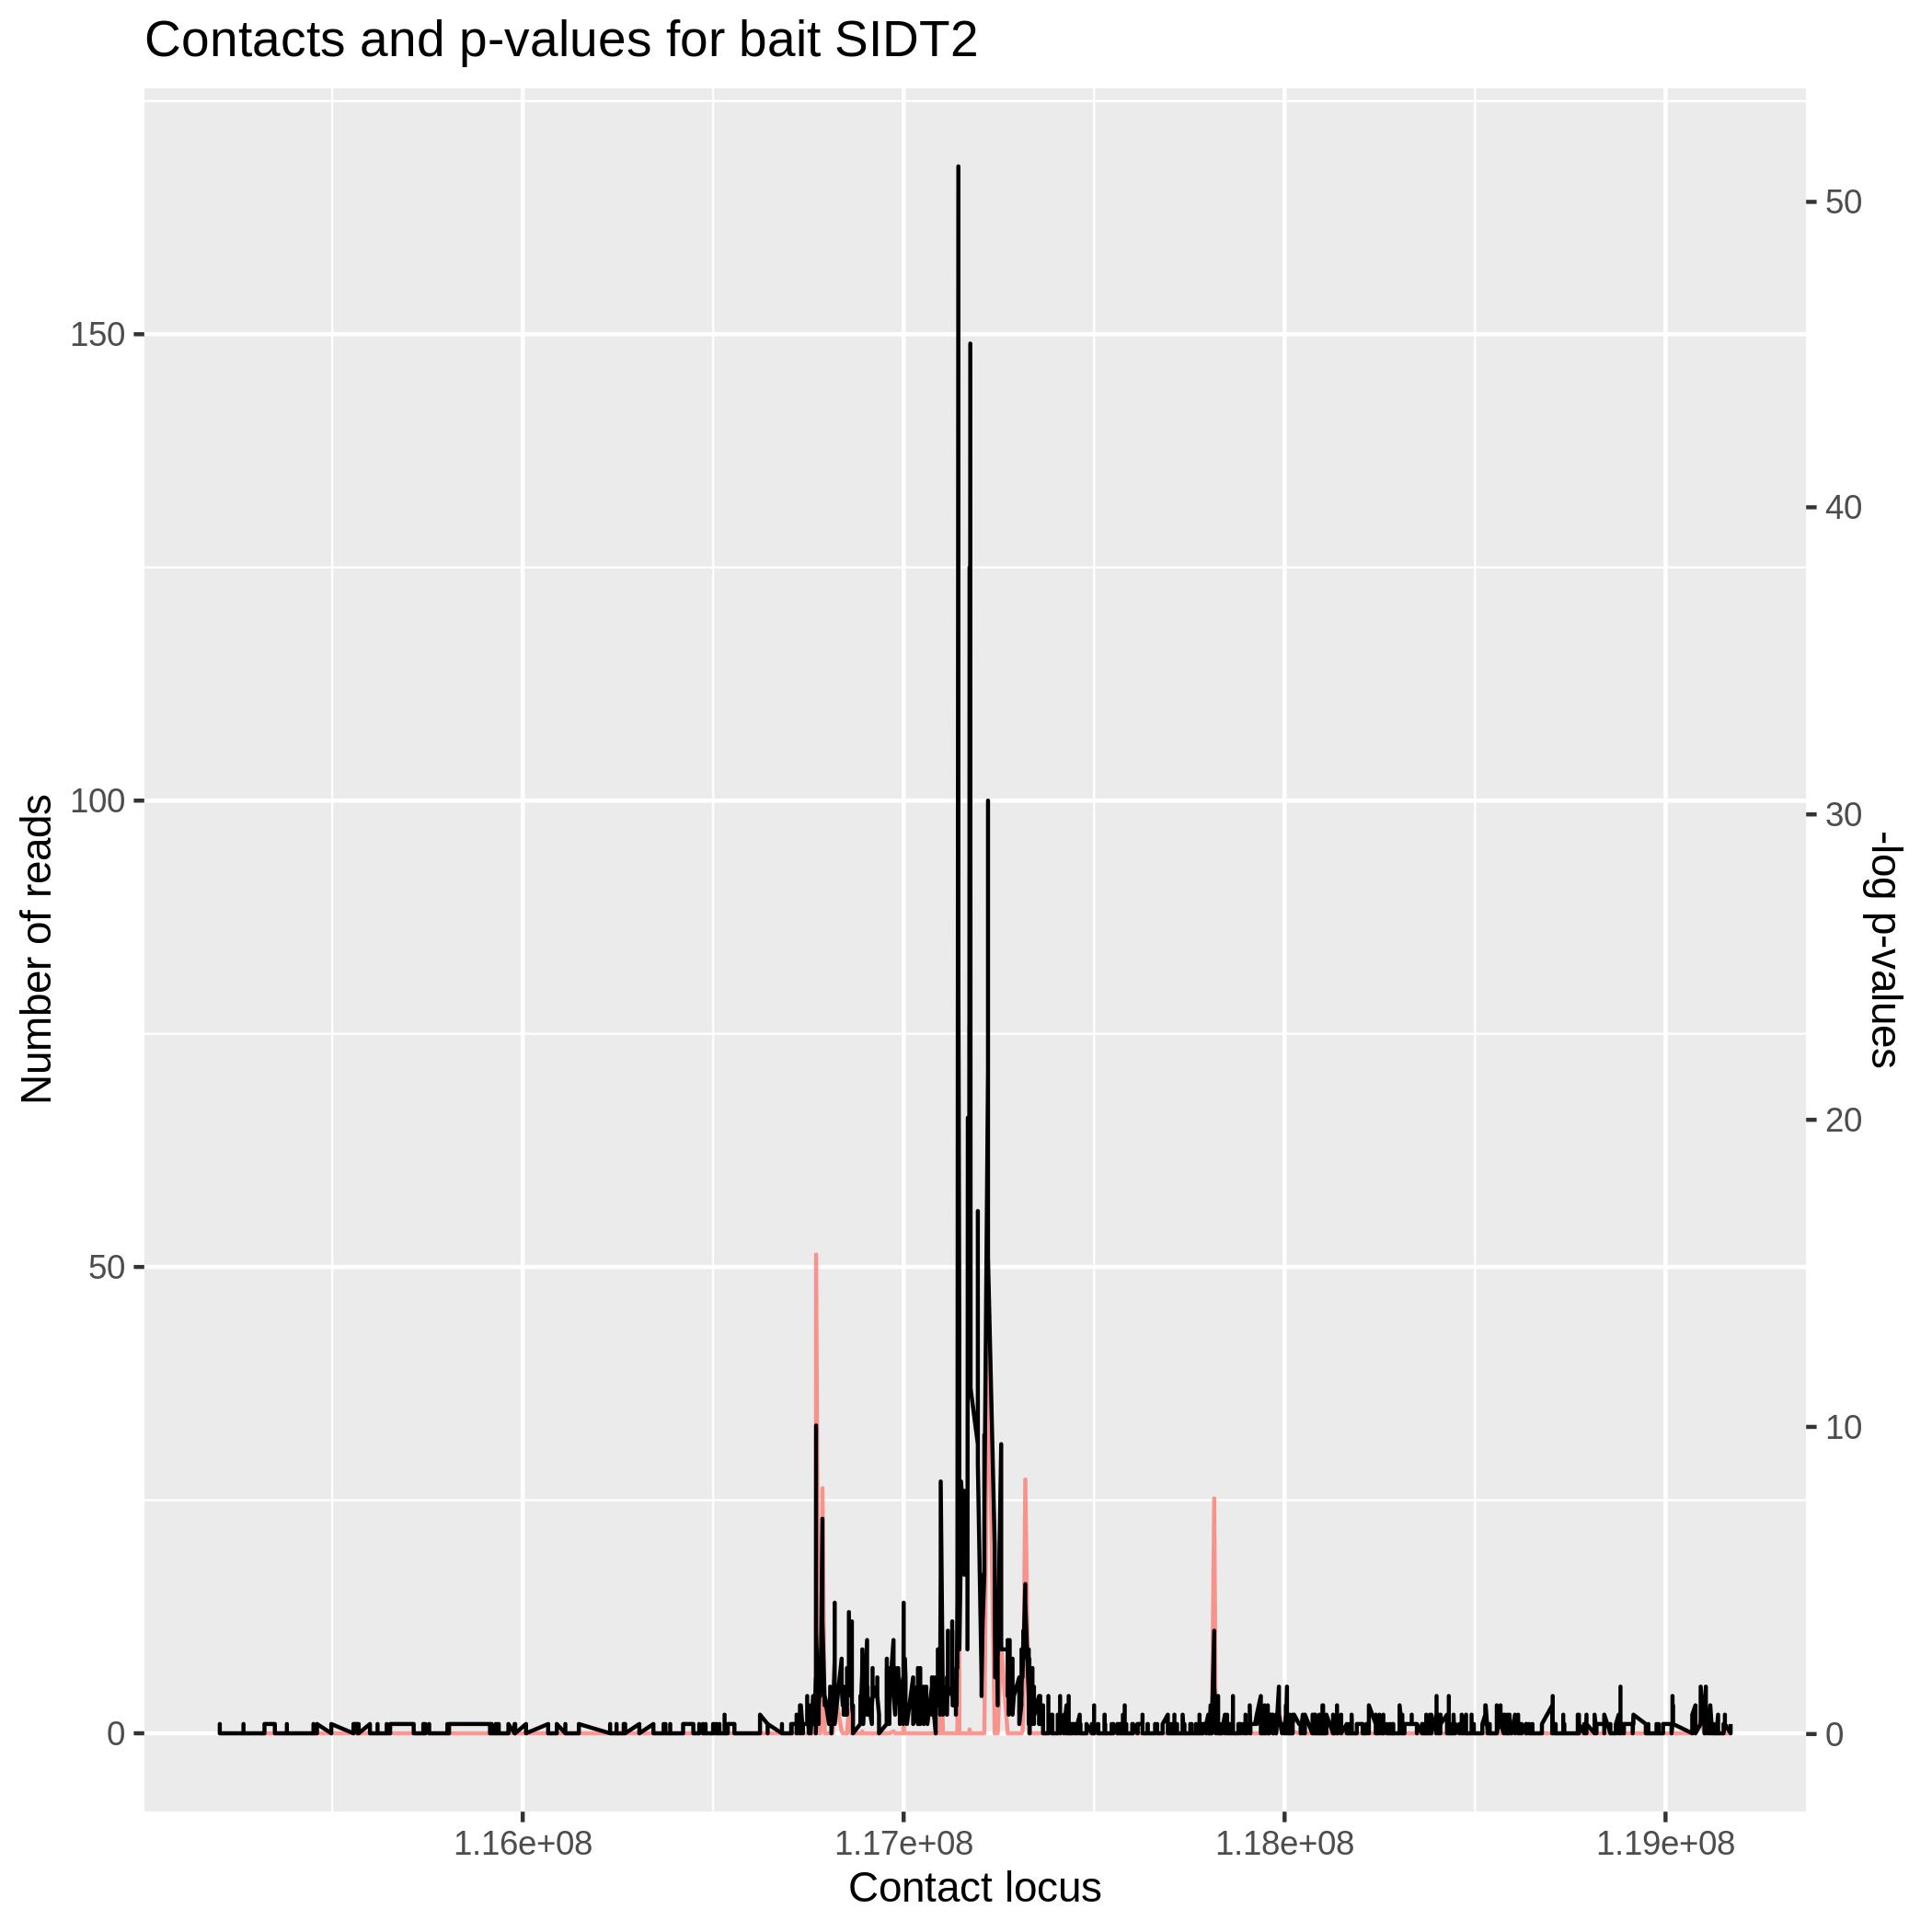 Contacts and p-values for bait SIDT2
Number of reads
150
100
50
0
50
40
30
20
10
0
-log p-values
1.16e+08
1.17e+08
1.18e+08
1.19e+08
Contact locus